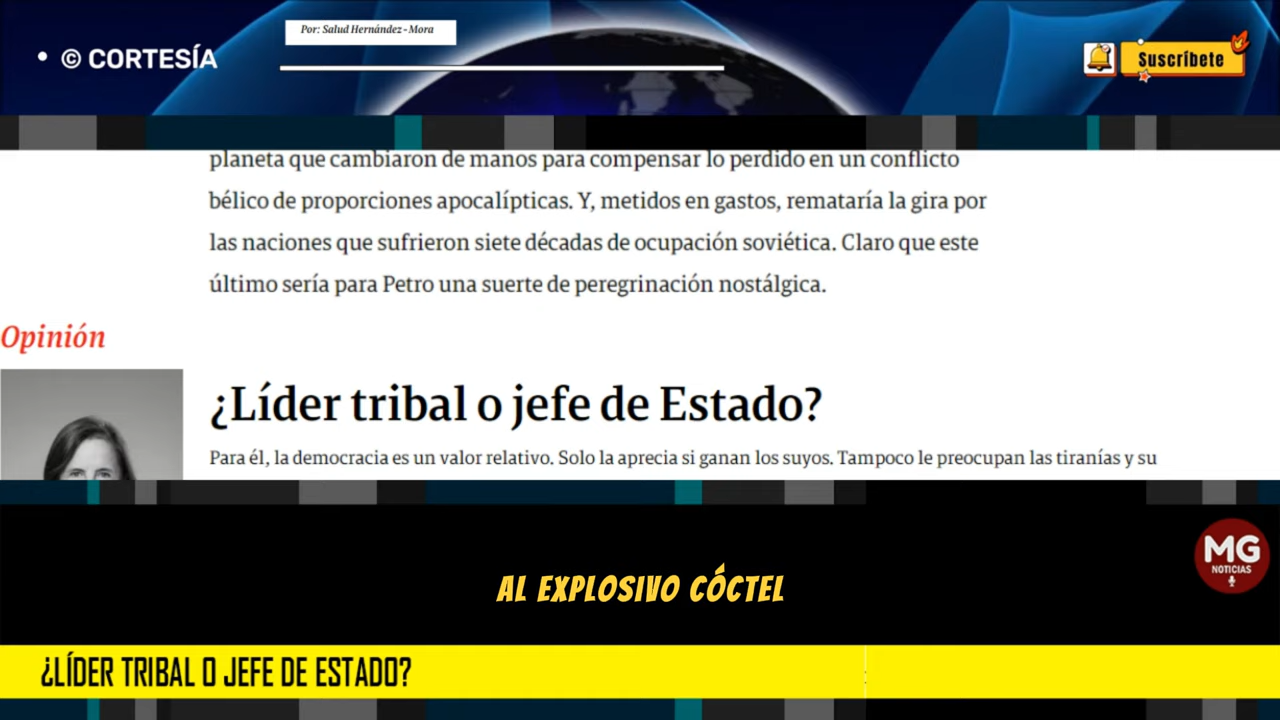 Por: Salud Hernández - Mora
• © CORTESÍA
Suscríbete
planeta que cambiaron de manos para compensar lo perdido en un conflicto
bélico de proporciones apocalípticas. Y, metidos en gastos, remataría la gira por
las naciones que sufrieron siete décadas de ocupación soviética. Claro que este
último sería para Petro una suerte de peregrinación nostálgica.
Opinión
¿Líder tribal o jefe de Estado?
Para él, la democracia es un valor relativo. Solo la aprecia si ganan los suyos. Tampoco le preocupan las tiranías y su
MG
NOTICIAS
AL EXPLOSIVO CÓCTEL
¿LÍDER TRIBAL O JEFE DE ESTADO?